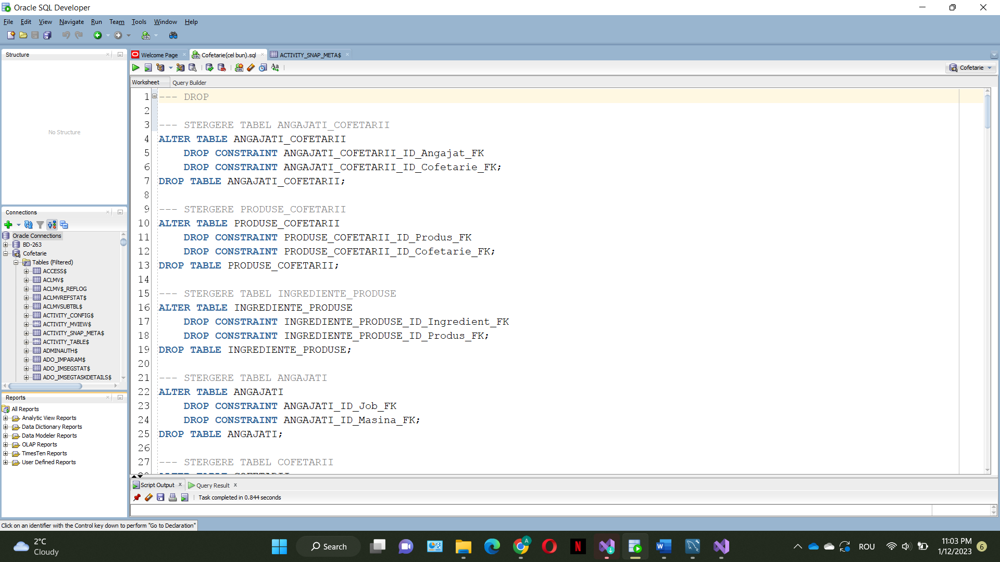 Oracle SQL Developer
File Edit View Navigate Run Team Tools Window Help
Structure
No Structure
Connections
Oracle Connections
BD-263
Cofetarie
Tables (Filtered)
ACCESS$
ACLMV$
ACLMV$_REFLOG
ACLMVREFSTAT$
ACLMVSUBTBL$
ACTIVITY_CONFIG$
ACTIVITY_MVIEW$
ACTIVITY_SNAP_META$
ACTIVITY_TABLE$
ADMINAUTH$
ADO_IMPARAM$
ADO_IMSEGSTAT$
ADO_IMSEGTASKDETAILS$
Reports
All Reports
Analytic View Reports
Data Dictionary Reports
Data Modeler Reports
OLAP Reports
TimesTen Reports
User Defined Reports
Welcome Page Cofetarie(cel bun).sql ACTIVITY_SNAP_META$
Cofetarie
Worksheet Query Builder
1 --- DROP
2
3 --- STERGERE TABEL ANGAJATI_COFETARII
4 ALTER TABLE ANGAJATI_COFETARII
5 DROP CONSTRAINT ANGAJATI_COFETARII_ID_Angajat_FK
6 DROP CONSTRAINT ANGAJATI_COFETARII_ID_Cofetarie_FK;
7 DROP TABLE ANGAJATI_COFETARII;
8
9 --- STERGERE PRODUSE_COFETARII
10 ALTER TABLE PRODUSE_COFETARII
11 DROP CONSTRAINT PRODUSE_COFETARII_ID_Produs_FK
12 DROP CONSTRAINT PRODUSE_COFETARII_ID_Cofetarie_FK;
13 DROP TABLE PRODUSE_COFETARII;
14
15 --- STERGERE TABEL INGREDIENTE_PRODUSE
16 ALTER TABLE INGREDIENTE_PRODUSE
17 DROP CONSTRAINT INGREDIENTE_PRODUSE_ID_Ingredient_FK
18 DROP CONSTRAINT INGREDIENTE_PRODUSE_ID_Produs_FK;
19 DROP TABLE INGREDIENTE_PRODUSE;
20
21 --- STERGERE TABEL ANGAJATI
22 ALTER TABLE ANGAJATI
23 DROP CONSTRAINT ANGAJATI_ID_Job_FK
24 DROP CONSTRAINT ANGAJATI_ID_Masina_FK;
25 DROP TABLE ANGAJATI;
26
27 --- STERGERE TABEL COFETARII
28 ALTER TABLE COFETARII
Script Output x Query Result x
Task completed in 0.844 seconds
Click on an identifier with the Control key down to perform "Go to Declaration"
2°C
Cloudy
Search
ROU
11:03 PM
1/12/2023
6